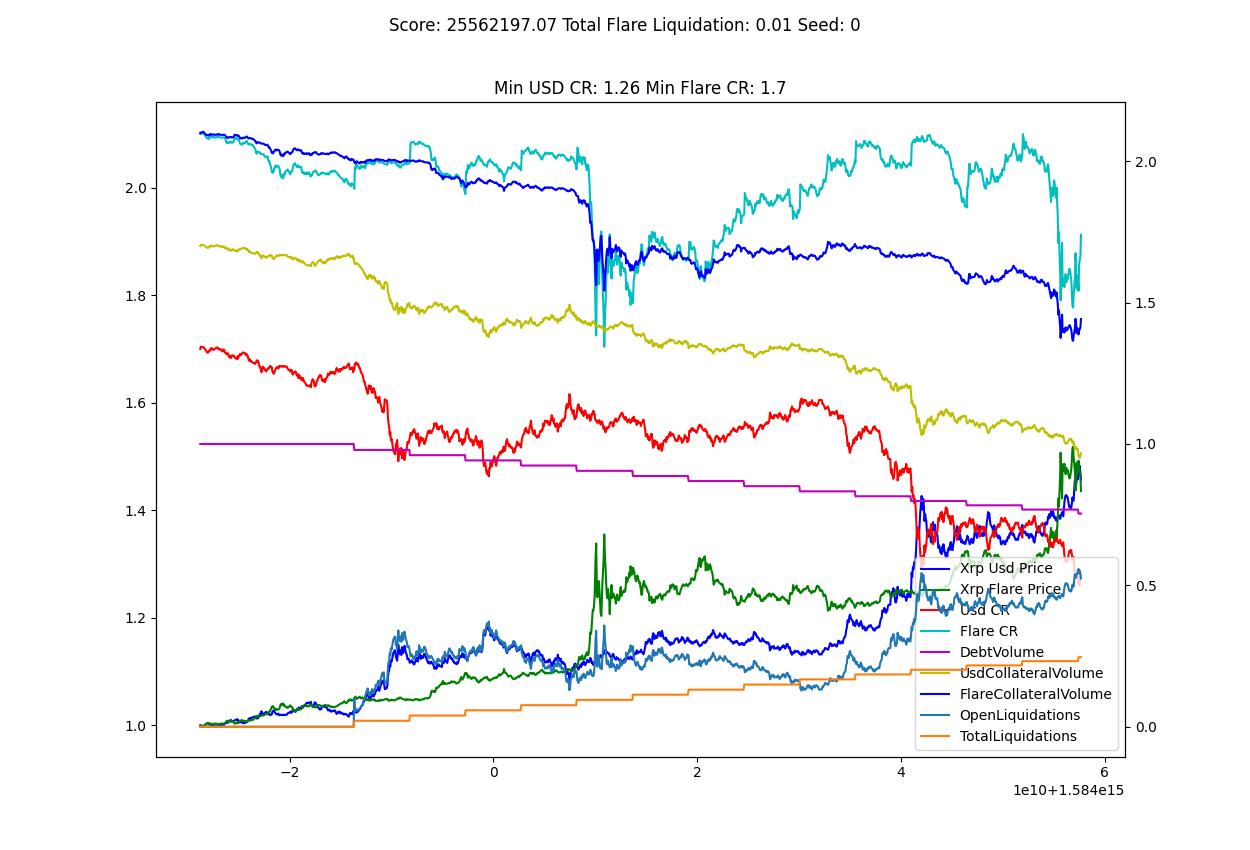 Score: 25562197.07 Total Flare Liquidation: 0.01 Seed: 0
Min USD CR: 1.26 Min Flare CR: 1.7
2.0
1.8
1.6
1.4
1.2
1.0
2.0
1.5
1.0
0.5
0.0
Xrp Usd Price
Xrp Flare Price
Usd CR
Flare CR
DebtVolume
UsdCollateralVolume
FlareCollateralVolume
OpenLiquidations
TotalLiquidations
−2 0 2 4 6
1e10+1.584e15